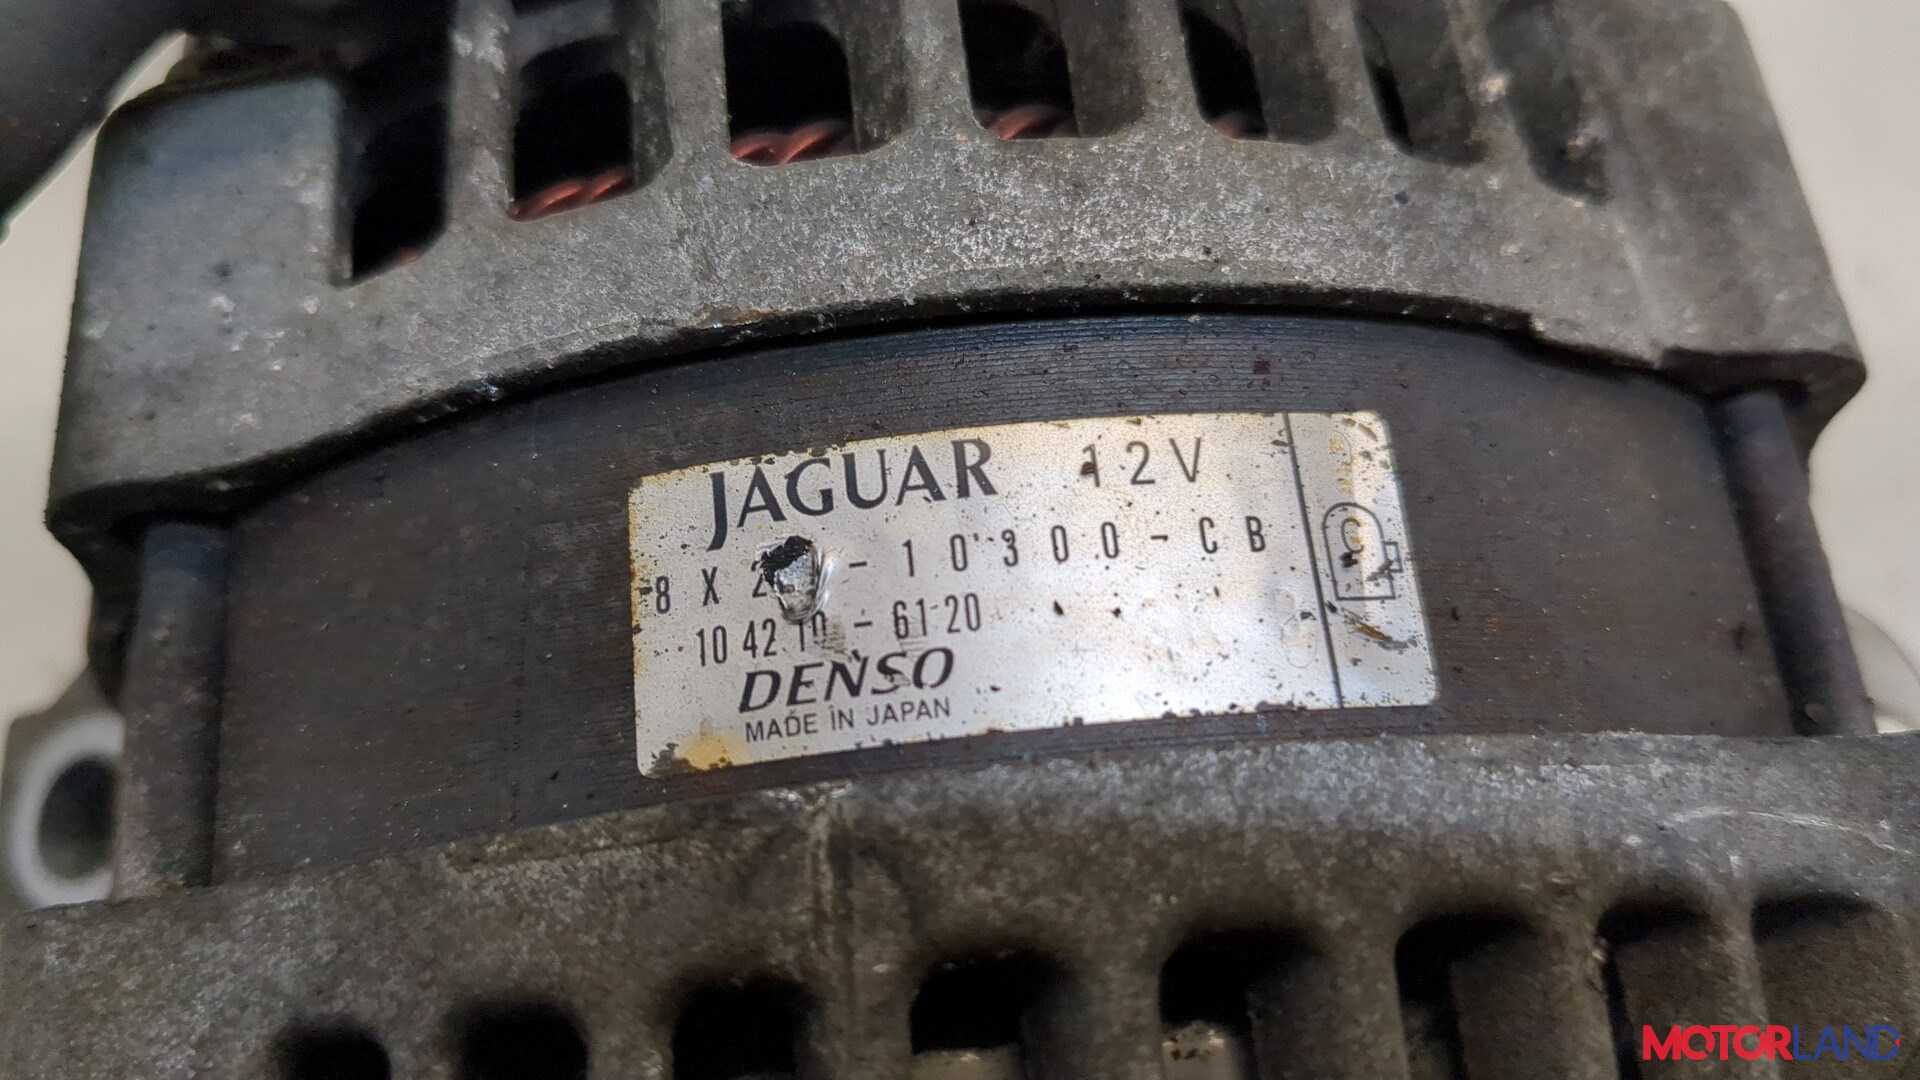 JAGUAR 12V
- 10300 - CB
104210 - 6120
DENSO
MADE IN JAPAN
C
MOTORLAND